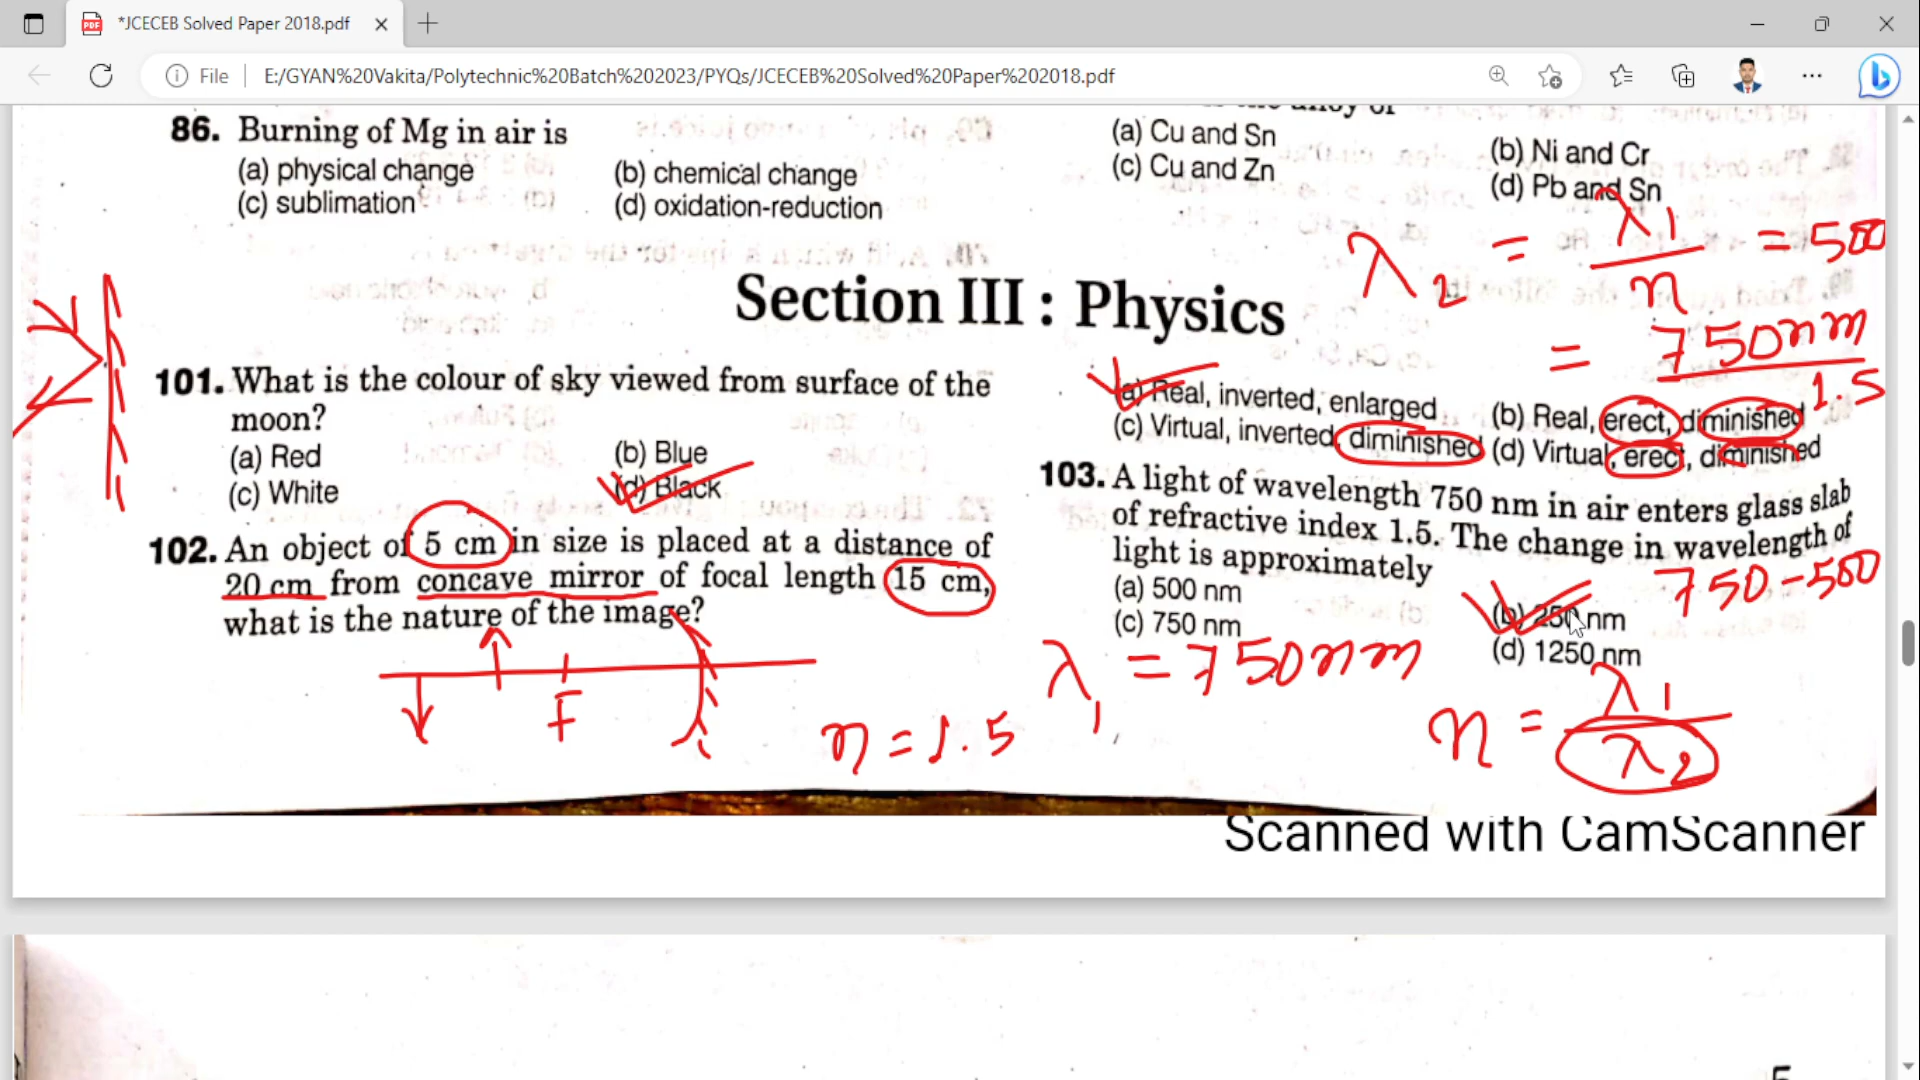 *JCECEB Solved Paper 2018.pdf
File
E:/GYAN%20Vakita/Polytechnic%20Batch%202023/PYQs/JCECEB%20Solved%20Paper%202018.pdf
86. Burning of Mg in air is
(a) physical change (b) chemical change
(c) sublimation (d) oxidation-reduction
alloy of
(a) Cu and Sn (b) Ni and Cr
(c) Cu and Zn (d) Pb and Sn
λ2 = λ1/n = 500
= 750nm/1.5
Section III : Physics
101. What is the colour of sky viewed from surface of the
moon?
(a) Red (b) Blue
(c) White (d) Black
102. An object of 5 cm in size is placed at a distance of
20 cm from concave mirror of focal length 15 cm,
what is the nature of the image?
F
(a) Real, inverted, enlarged (b) Real, erect, diminished
(c) Virtual, inverted, diminished (d) Virtual, erect, diminished
103. A light of wavelength 750 nm in air enters glass slab
of refractive index 1.5. The change in wavelength of
light is approximately
(a) 500 nm (b) 250 nm
(c) 750 nm (d) 1250 nm
750-500
λ1 = 750nm
n = 1.5
n = λ1/λ2
Scanned with CamScanner